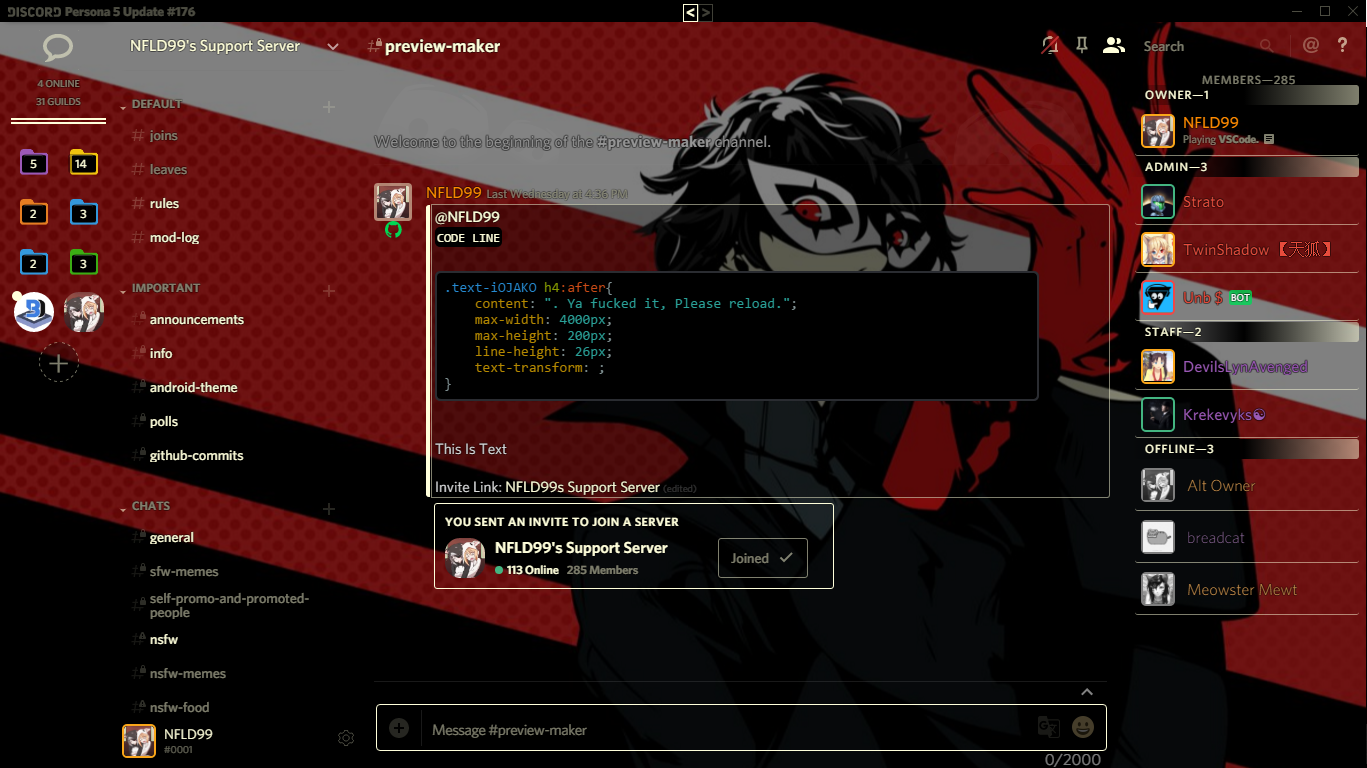 DISCORD Persona 5 Update #176
< >
NFLD99's Support Server
4 ONLINE
31 GUILDS
5
14
2
3
2
3
DEFAULT
joins
leaves
rules
mod-log
IMPORTANT
announcements
info
android-theme
polls
github-commits
CHATS
general
sfw-memes
self-promo-and-promoted-
people
nsfw
nsfw-memes
nsfw-food
NFLD99
#0001
preview-maker
Search
Welcome to the beginning of the #preview-maker channel.
NFLD99 Last Wednesday at 4:36 PM
@NFLD99
CODE LINE
.text-iOJAKO h4:after{
content: ". Ya fucked it, Please reload.";
max-width: 4000px;
max-height: 200px;
line-height: 26px;
text-transform: ;
}
This Is Text
Invite Link: NFLD99s Support Server (edited)
YOU SENT AN INVITE TO JOIN A SERVER
NFLD99's Support Server
113 Online 285 Members
Joined
Message #preview-maker
0/2000
MEMBERS—285
OWNER—1
NFLD99
Playing VSCode.
ADMIN—3
Strato
TwinShadow 【天狐】
Unb $ BOT
STAFF—2
DevilsLynAvenged
Krekevyks☯
OFFLINE—3
Alt Owner
breadcat
Meowster Mewt